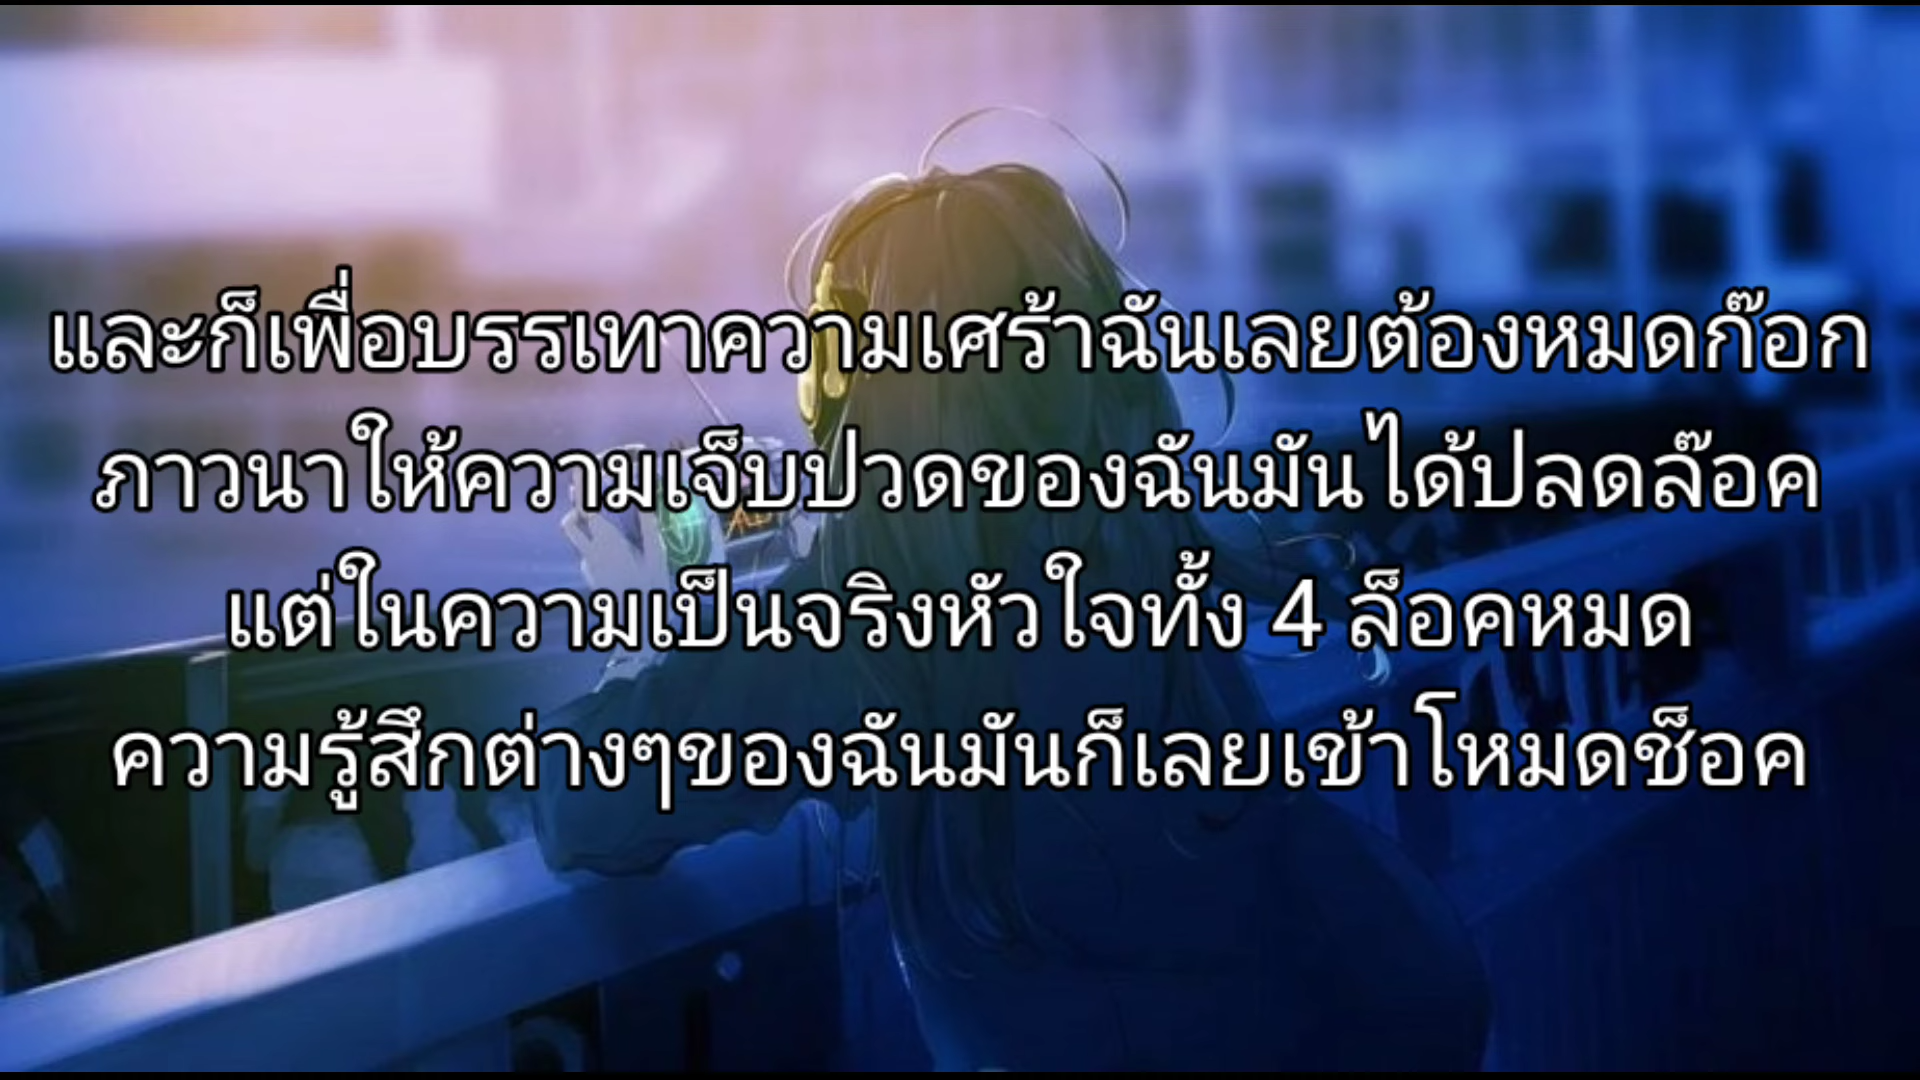 และก็เพื่อบรรเทาความเศร้าฉันเลยต้องหมดก๊อก
ภาวนาให้ความเจ็บปวดของฉันมันได้ปลดล๊อค
แต่ในความเป็นจริงหัวใจทั้ง 4 ล็อคหมด
ความรู้สึกต่างๆของฉันมันก็เลยเข้าโหมดช็อค